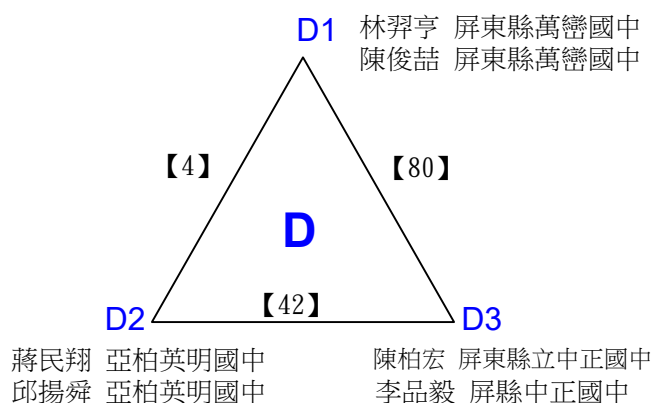 D1
林羿亨 屏東縣萬巒國中
陳俊喆 屏東縣萬巒國中
【4】
【80】
D
D2
【42】
D3
蔣民翔 亞柏英明國中
邱揚舜 亞柏英明國中
陳柏宏 屏東縣立中正國中
李品毅 屏縣中正國中